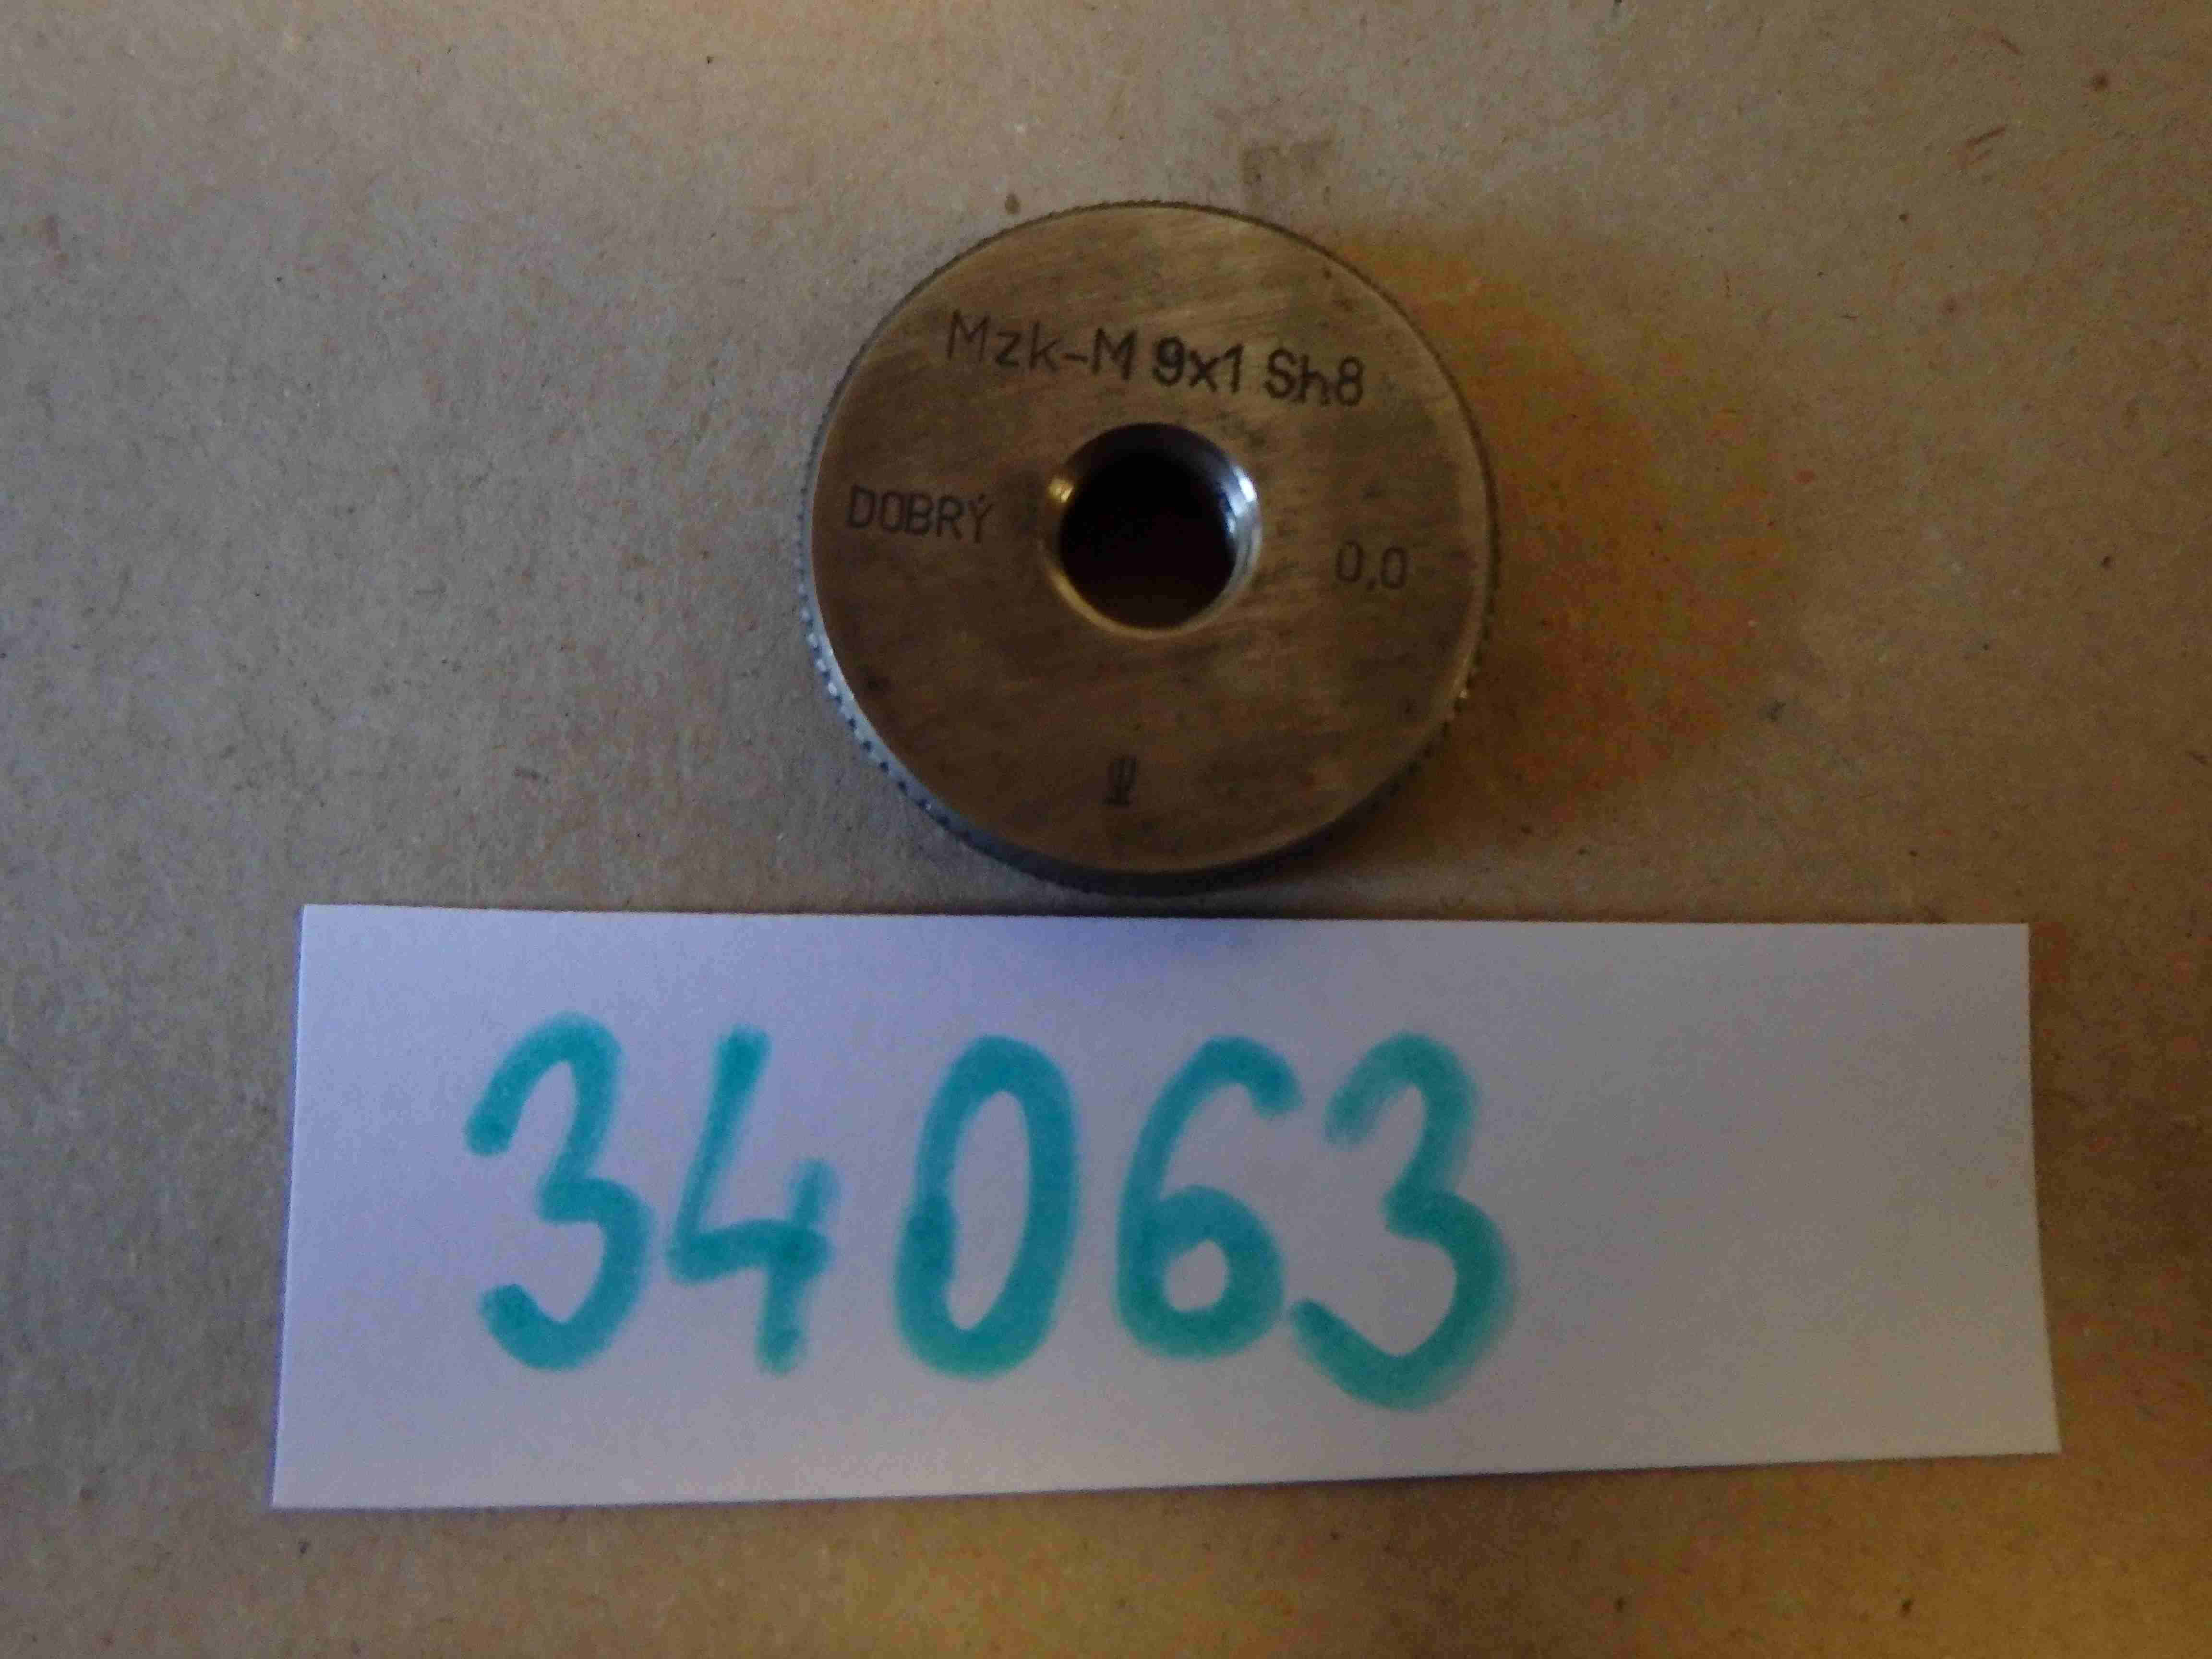 Mzk-M 9x1 Sh8
DOBRÝ
0,0
34063